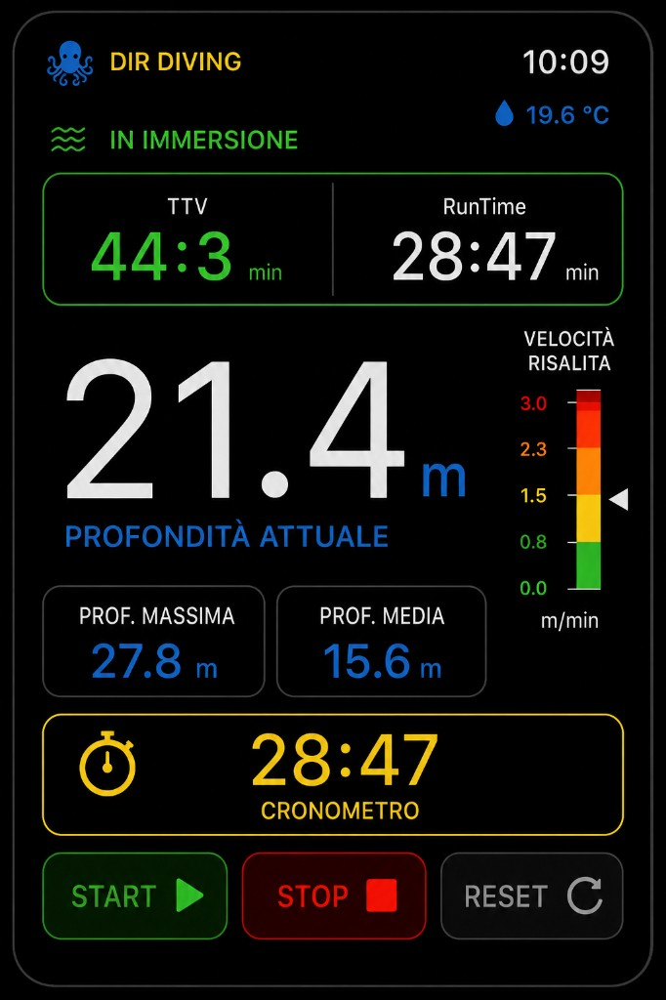 DIR DIVING
10:09
19.6 °C
IN IMMERSIONE
TTV
44:3 min
RunTime
28:47 min
21.4 m
PROFONDITÀ ATTUALE
VELOCITÀ
RISALITA
3.0
2.3
1.5
0.8
0.0
m/min
PROF. MASSIMA
27.8 m
PROF. MEDIA
15.6 m
28:47
CRONOMETRO
START
STOP
RESET